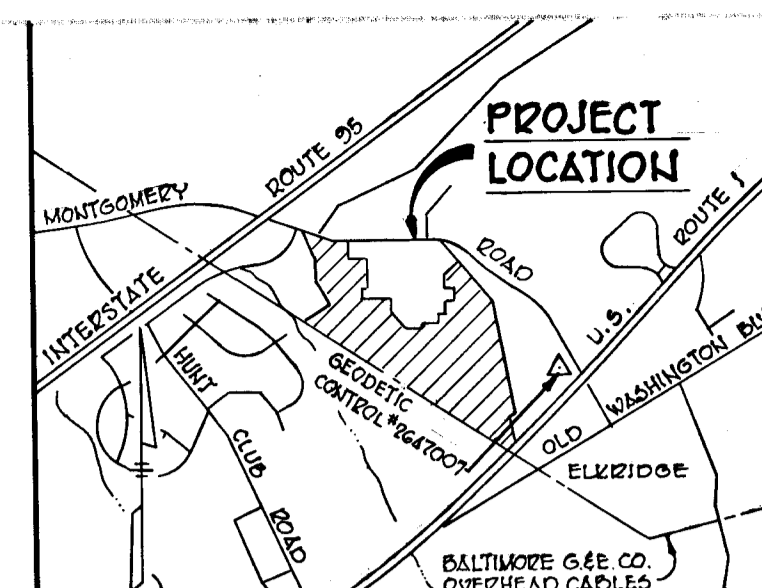 PROJECT
LOCATION
MONTGOMERY
ROAD
INTERSTATE
ROUTE 95
U.S.
ROUTE 1
HUNT
CLUB
ROAD
GEODETIC
CONTROL #2647007
OLD
WASHINGTON
ELKRIDGE
BALTIMORE G.&E. CO.
OVERHEAD CABLES